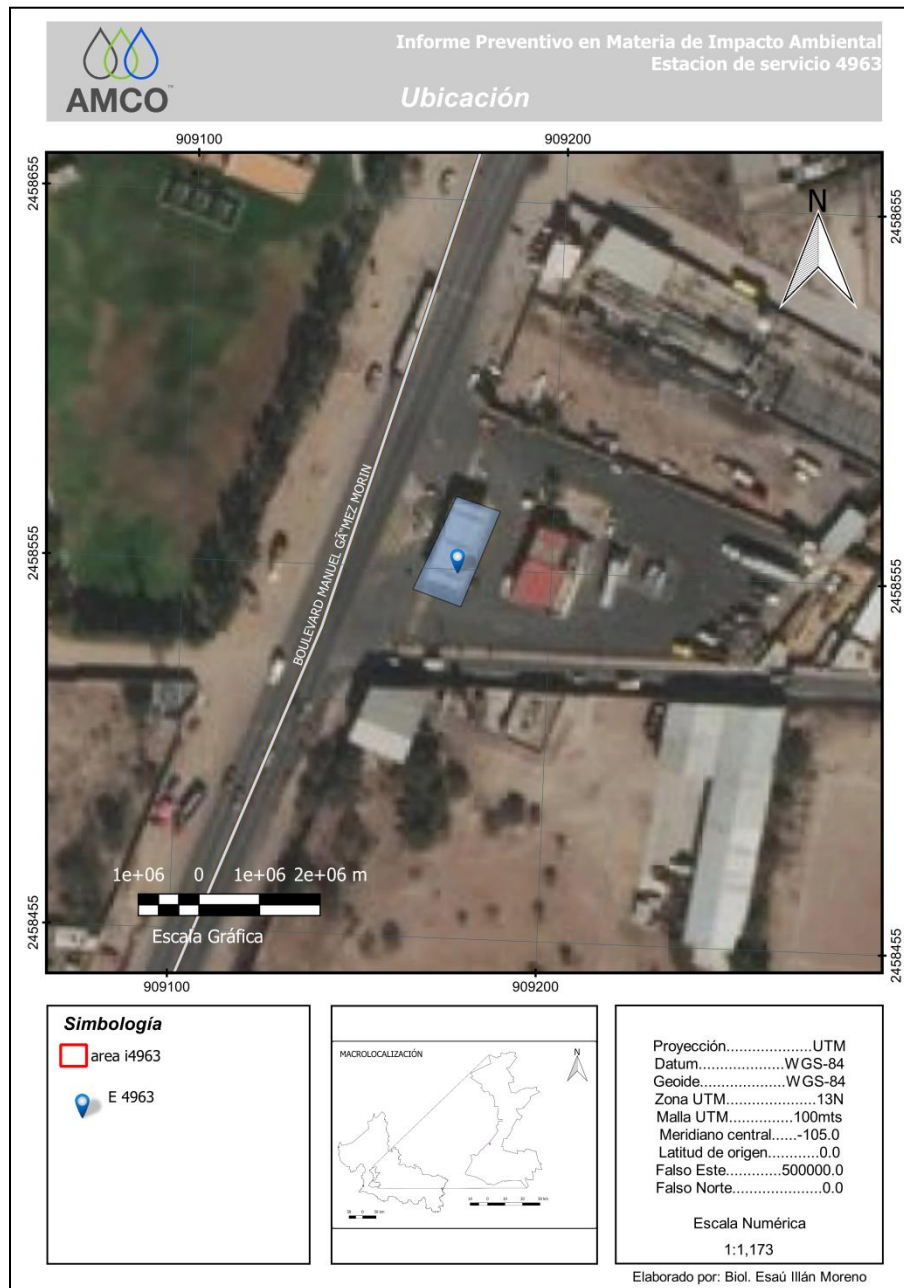 AMCO™
Informe Preventivo en Materia de Impacto Ambiental
Estacion de servicio 4963
Ubicación
909100
909200
2458655
2458655
N
BOULEVARD MANUEL GÃ“MEZ MORIN
2458555
2458555
1e+06 0 1e+06 2e+06 m
Escala Gráfica
2458455
2458455
909100
909200
Simbología
area i4963
E 4963
MACROLOCALIZACIÓN
N
Proyección..................UTM
Datum......................WGS-84
Geoide.....................WGS-84
Zona UTM....................13N
Malla UTM................100mts
Meridiano central......-105.0
Latitud de origen............0.0
Falso Este.............500000.0
Falso Norte....................0.0
Escala Numérica
1:1,173
Elaborado por: Biol. Esaú Illán Moreno